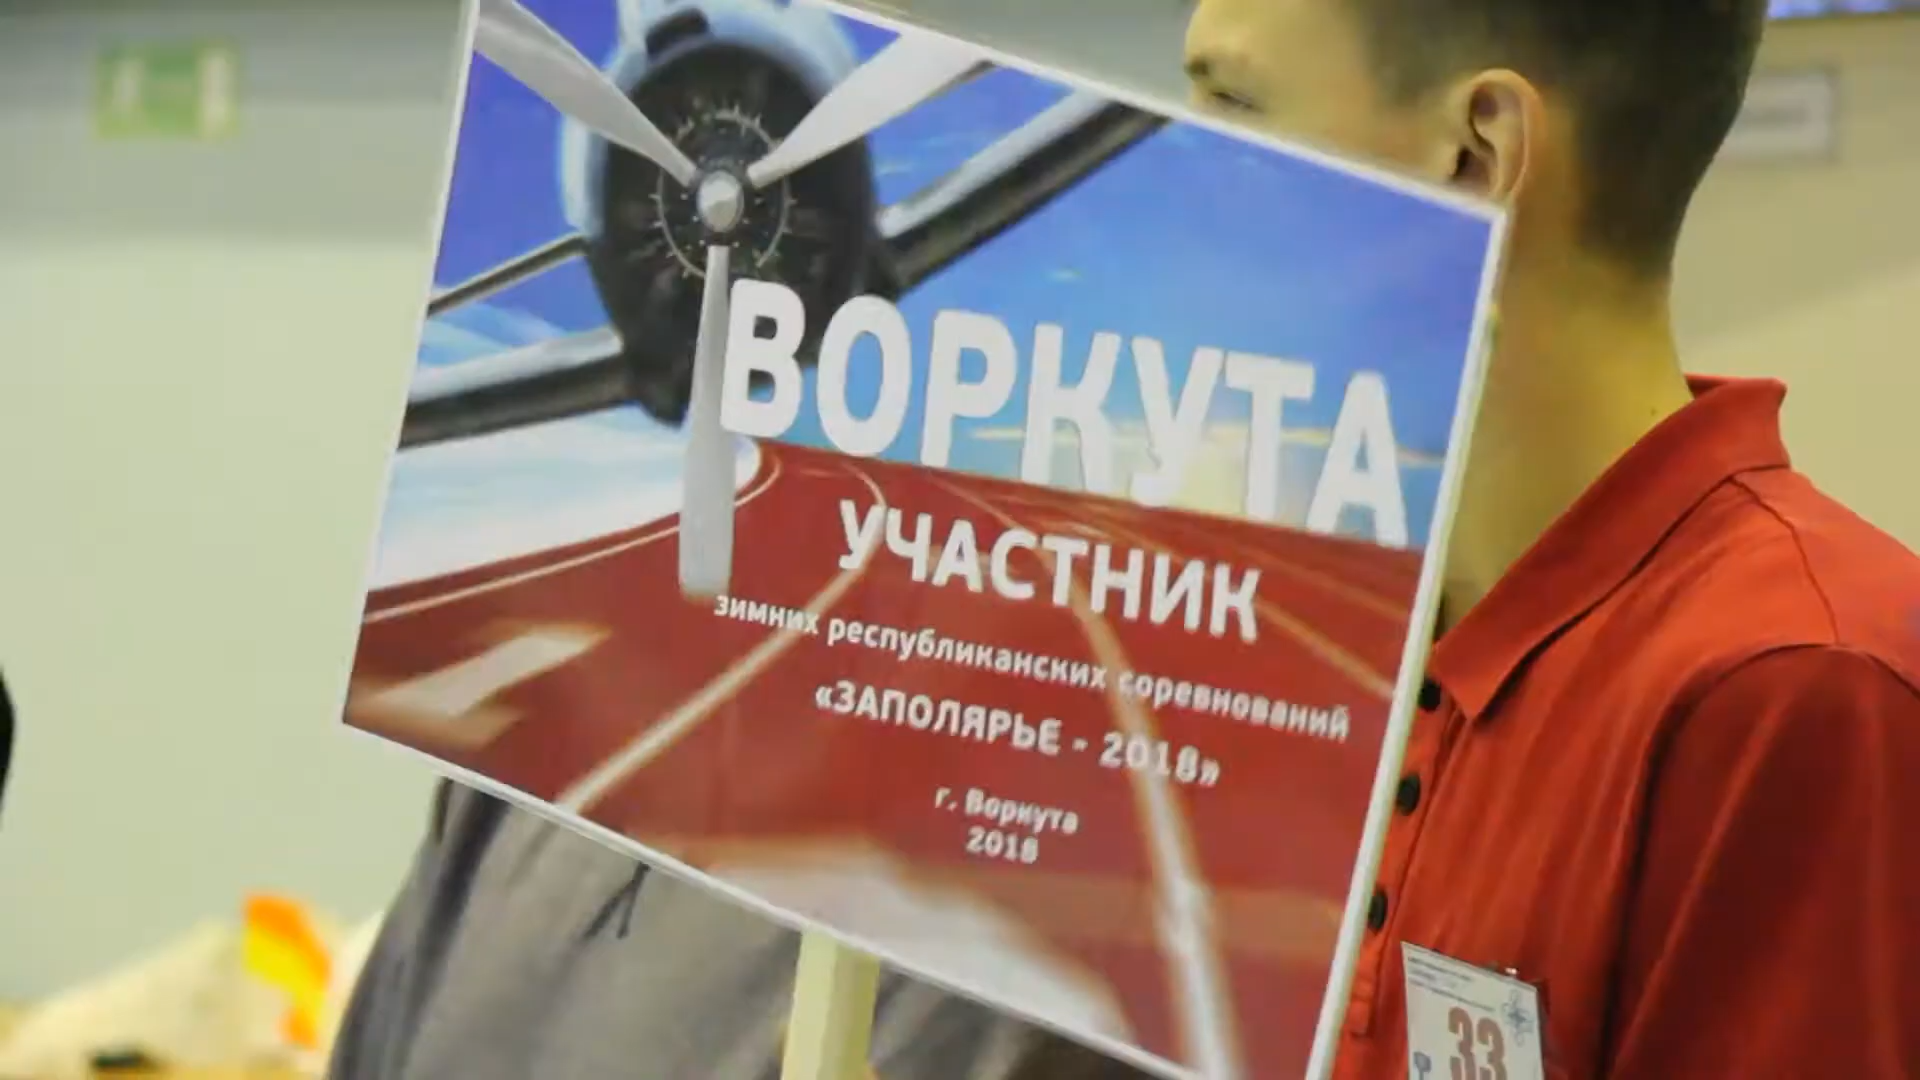 ВОРКУТА
УЧАСТНИК
зимних республиканских соревнований
«ЗАПОЛЯРЬЕ - 2018»
г. Воркута
2018
33